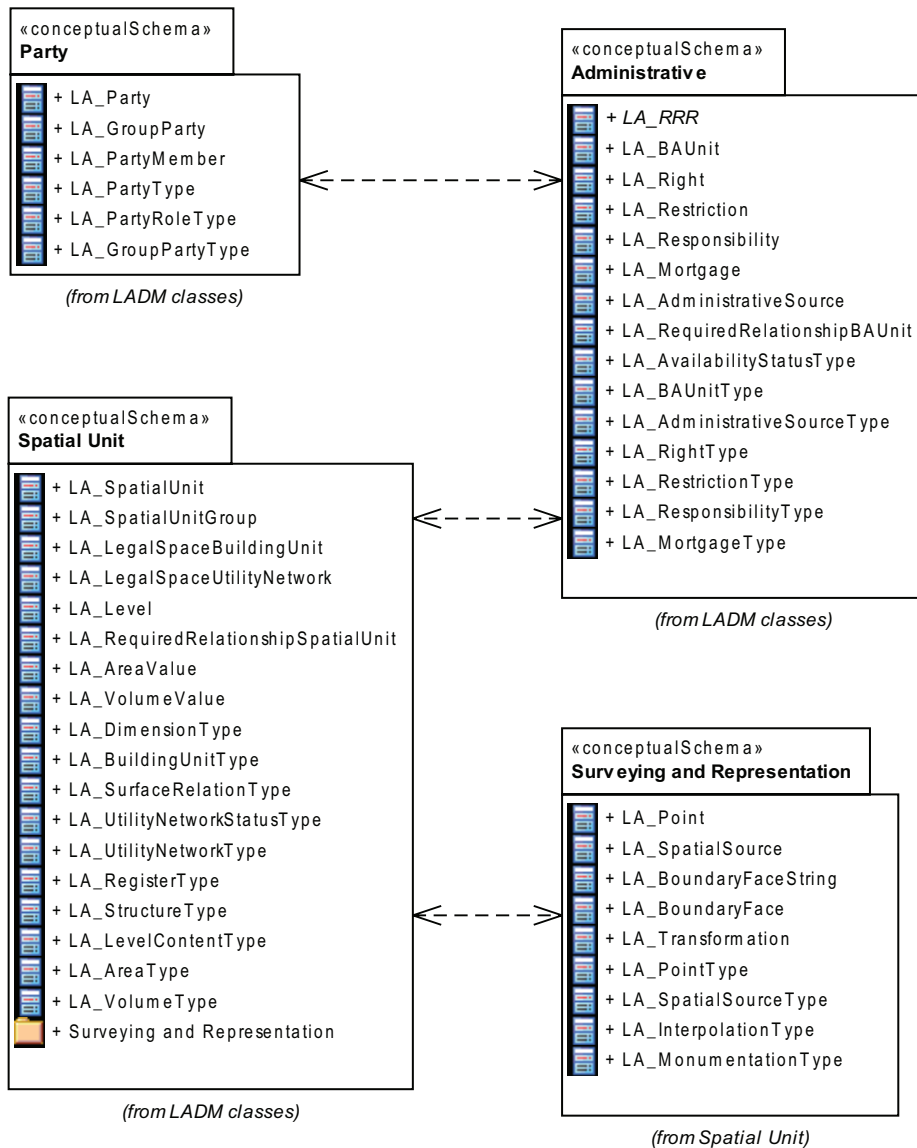 «conceptualSchema»
Party
+ LA_Party
+ LA_GroupParty
+ LA_PartyMember
+ LA_PartyType
+ LA_PartyRoleType
+ LA_GroupPartyType
(from LADM classes)
«conceptualSchema»
Administrative
+ LA_RRR
+ LA_BAUnit
+ LA_Right
+ LA_Restriction
+ LA_Responsibility
+ LA_Mortgage
+ LA_AdministrativeSource
+ LA_RequiredRelationshipBAUnit
+ LA_AvailabilityStatusType
+ LA_BAUnitType
+ LA_AdministrativeSourceType
+ LA_RightType
+ LA_RestrictionType
+ LA_ResponsibilityType
+ LA_MortgageType
(from LADM classes)
«conceptualSchema»
Spatial Unit
+ LA_SpatialUnit
+ LA_SpatialUnitGroup
+ LA_LegalSpaceBuildingUnit
+ LA_LegalSpaceUtilityNetwork
+ LA_Level
+ LA_RequiredRelationshipSpatialUnit
+ LA_AreaValue
+ LA_VolumeValue
+ LA_DimensionType
+ LA_BuildingUnitType
+ LA_SurfaceRelationType
+ LA_UtilityNetworkStatusType
+ LA_UtilityNetworkType
+ LA_RegisterType
+ LA_StructureType
+ LA_LevelContentType
+ LA_AreaType
+ LA_VolumeType
+ Surveying and Representation
(from LADM classes)
«conceptualSchema»
Surveying and Representation
+ LA_Point
+ LA_SpatialSource
+ LA_BoundaryFaceString
+ LA_BoundaryFace
+ LA_Transformation
+ LA_PointType
+ LA_SpatialSourceType
+ LA_InterpolationType
+ LA_MonumentationType
(from Spatial Unit)